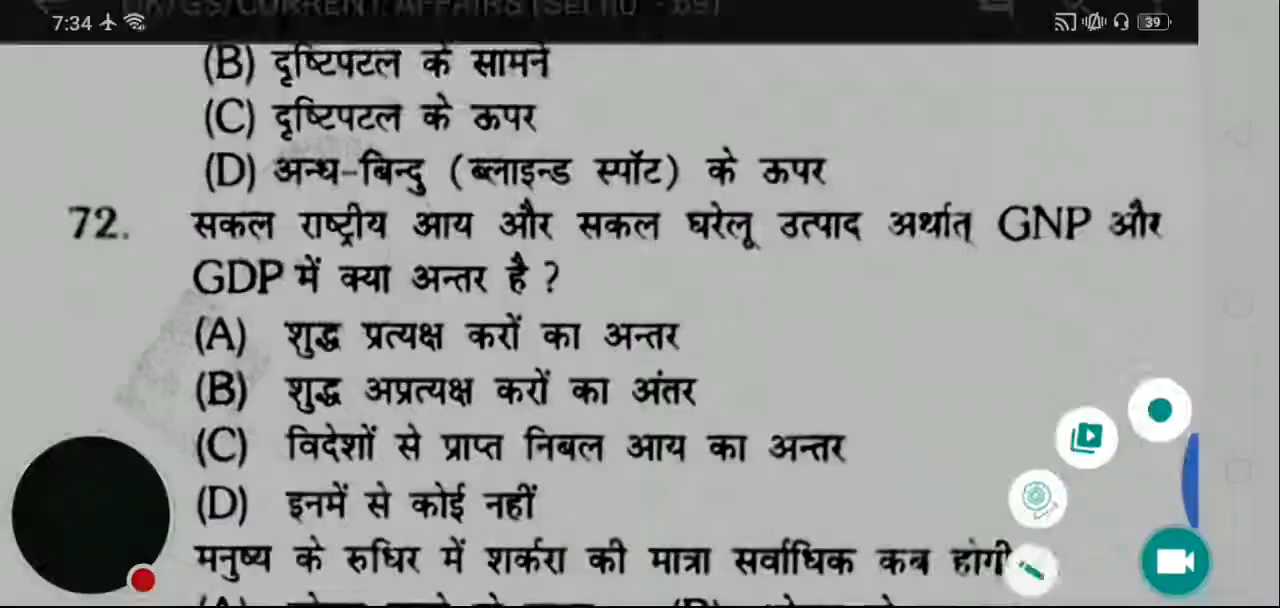 7:34
39
(B) दृष्टिपटल के सामने
(C) दृष्टिपटल के ऊपर
(D) अन्ध-बिन्दु (ब्लाइन्ड स्पॉट) के ऊपर
72. सकल राष्ट्रीय आय और सकल घरेलू उत्पाद अर्थात् GNP और
GDP में क्या अन्तर है ?
(A) शुद्ध प्रत्यक्ष करों का अन्तर
(B) शुद्ध अप्रत्यक्ष करों का अंतर
(C) विदेशों से प्राप्त निबल आय का अन्तर
(D) इनमें से कोई नहीं
मनुष्य के रुधिर में शर्करा की मात्रा सर्वाधिक कब होगी